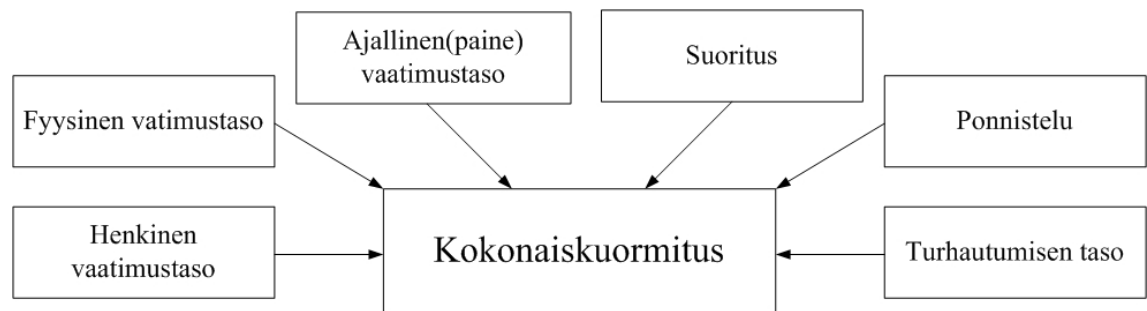 Ajallinen(paine)
vaatimustaso
Suoritus
Fyysinen vatimustaso
Ponnistelu
Henkinen
vaatimustaso
Kokonaiskuormitus
Turhautumisen taso